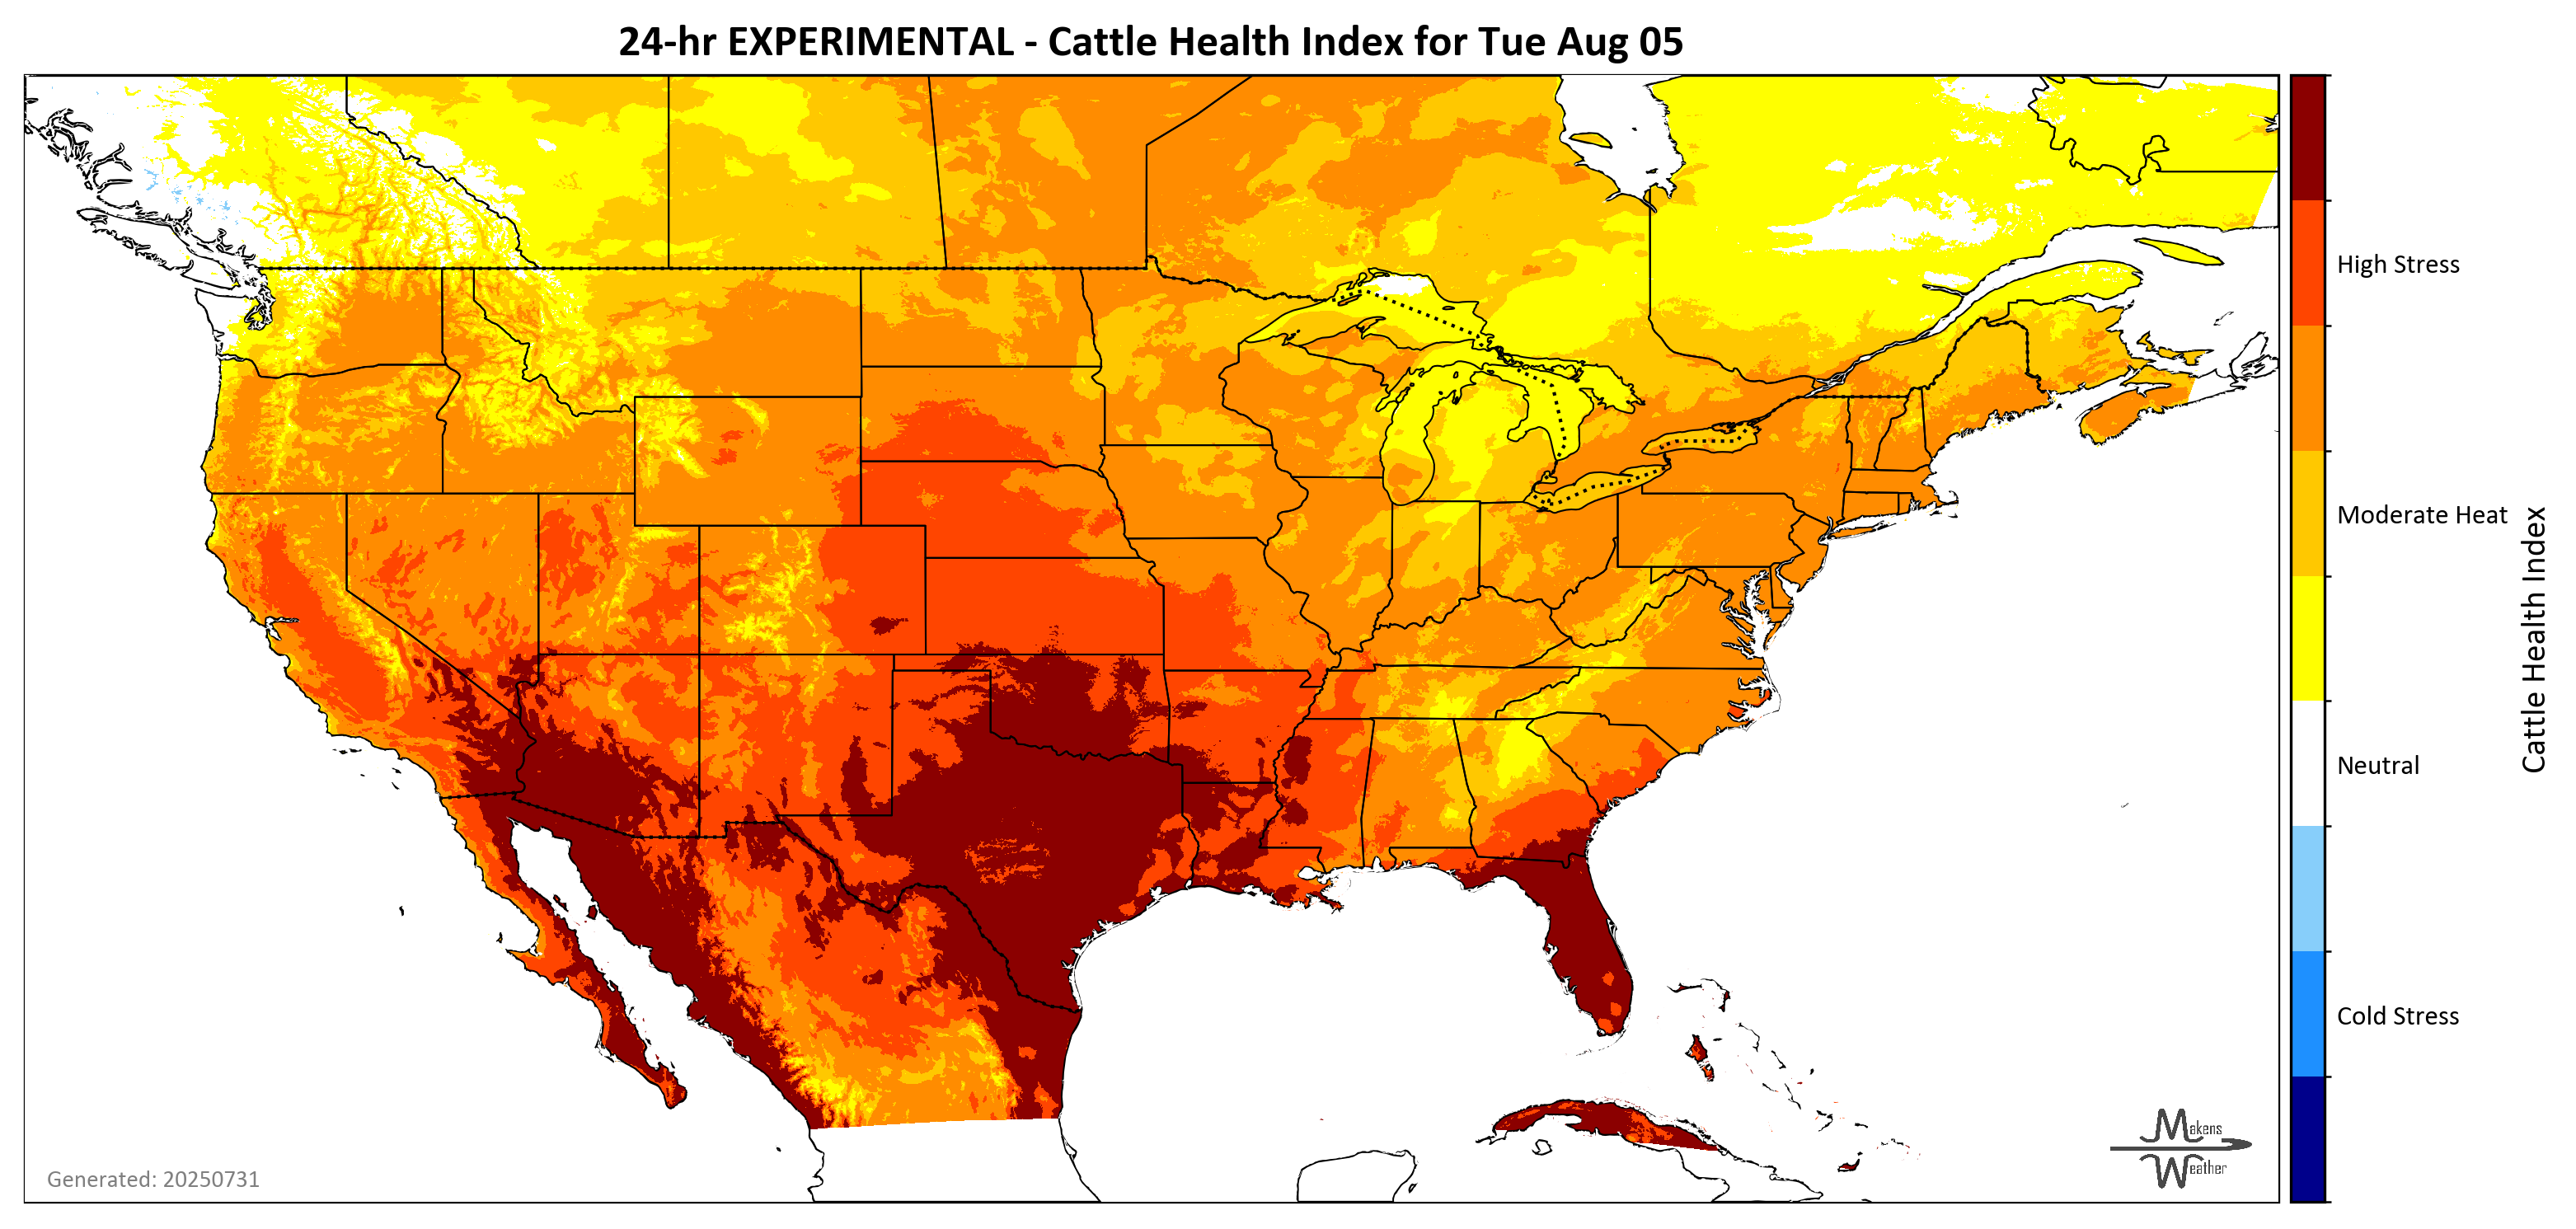 24-hr EXPERIMENTAL - Cattle Health Index for Tue Aug 05
High Stress
Moderate Heat
Neutral
Cold Stress
Cattle Health Index
Generated: 20250731
Makens
Weather